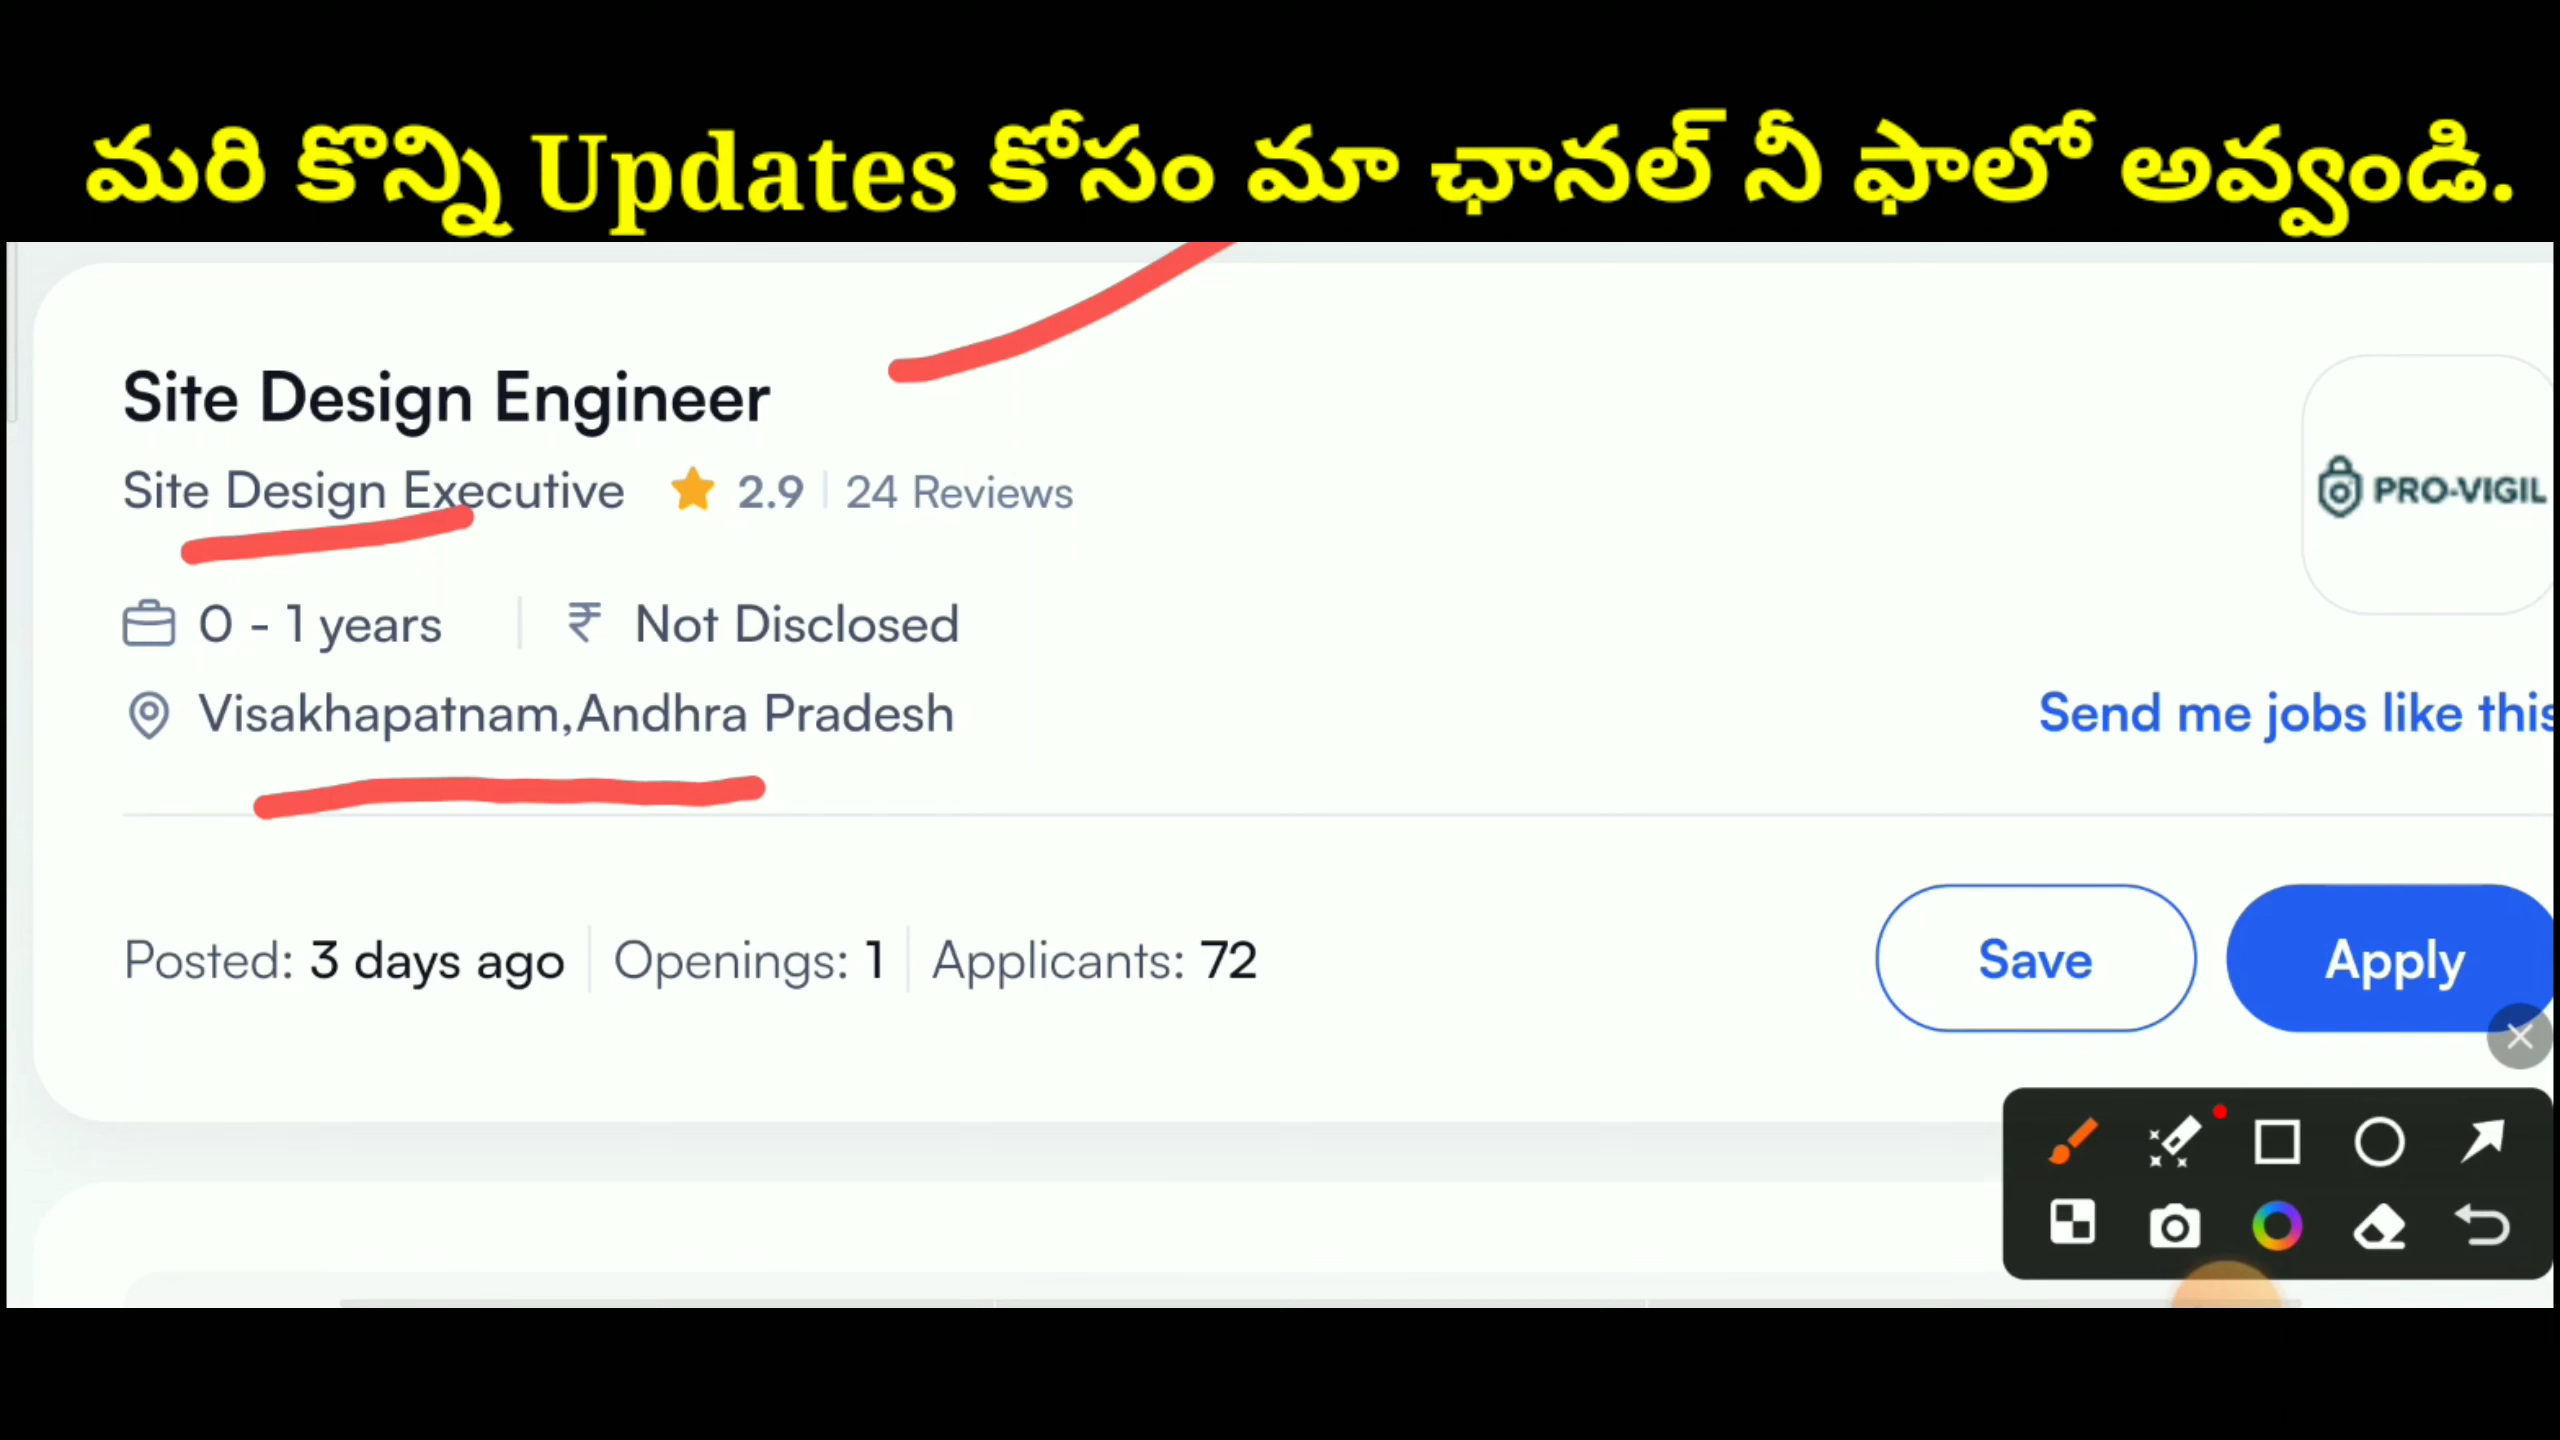 మరి కొన్ని Updates కోసం మా ఛానల్ నీ ఫాలో అవ్వండి.
Site Design Engineer
Site Design Executive 2.9 24 Reviews
PRO-VIGIL
0 - 1 years ₹ Not Disclosed
Visakhapatnam,Andhra Pradesh
Send me jobs like this
Posted: 3 days ago Openings: 1 Applicants: 72
Save
Apply